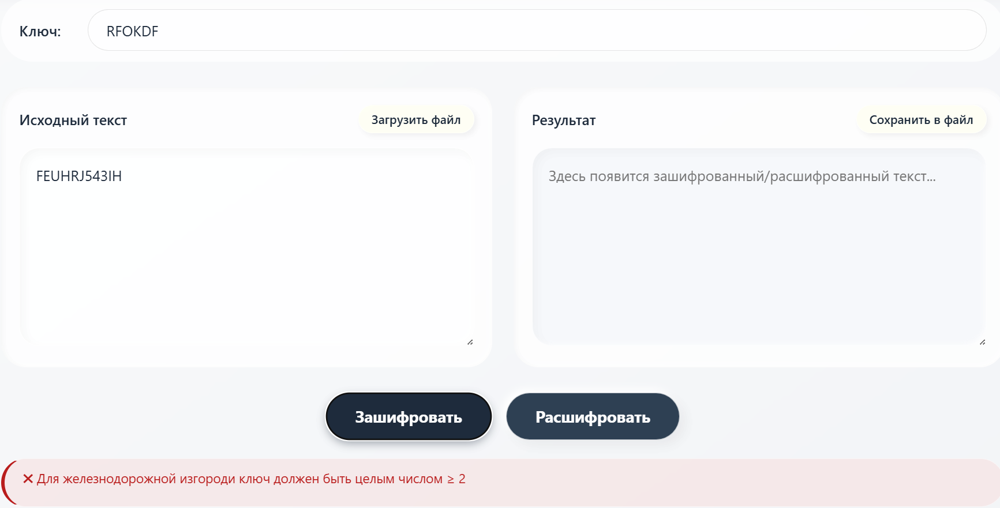 Ключ:
RFOKDF
Исходный текст
Загрузить файл
FEUHRJ543IH
Результат
Сохранить в файл
Здесь появится зашифрованный/расшифрованный текст...
Зашифровать
Расшифровать
❌ Для железнодорожной изгороди ключ должен быть целым числом ≥ 2